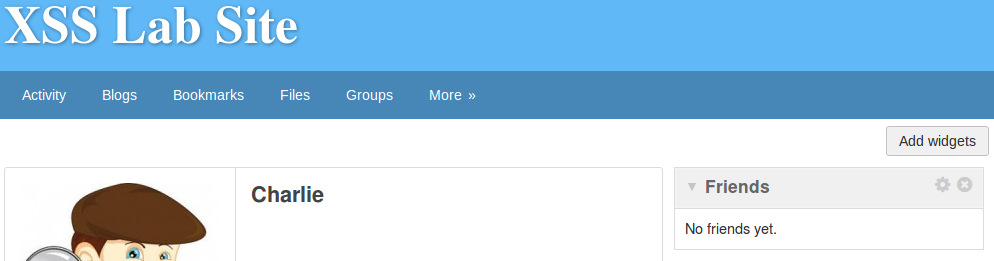 XSS Lab Site
Activity Blogs Bookmarks Files Groups More »
Add widgets
Charlie
Friends
No friends yet.